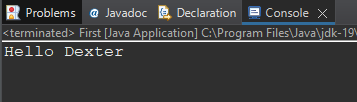 Problems @ Javadoc Declaration Console
<terminated> First [Java Application] C:\Program Files\Java\jdk-19\
Hello Dexter